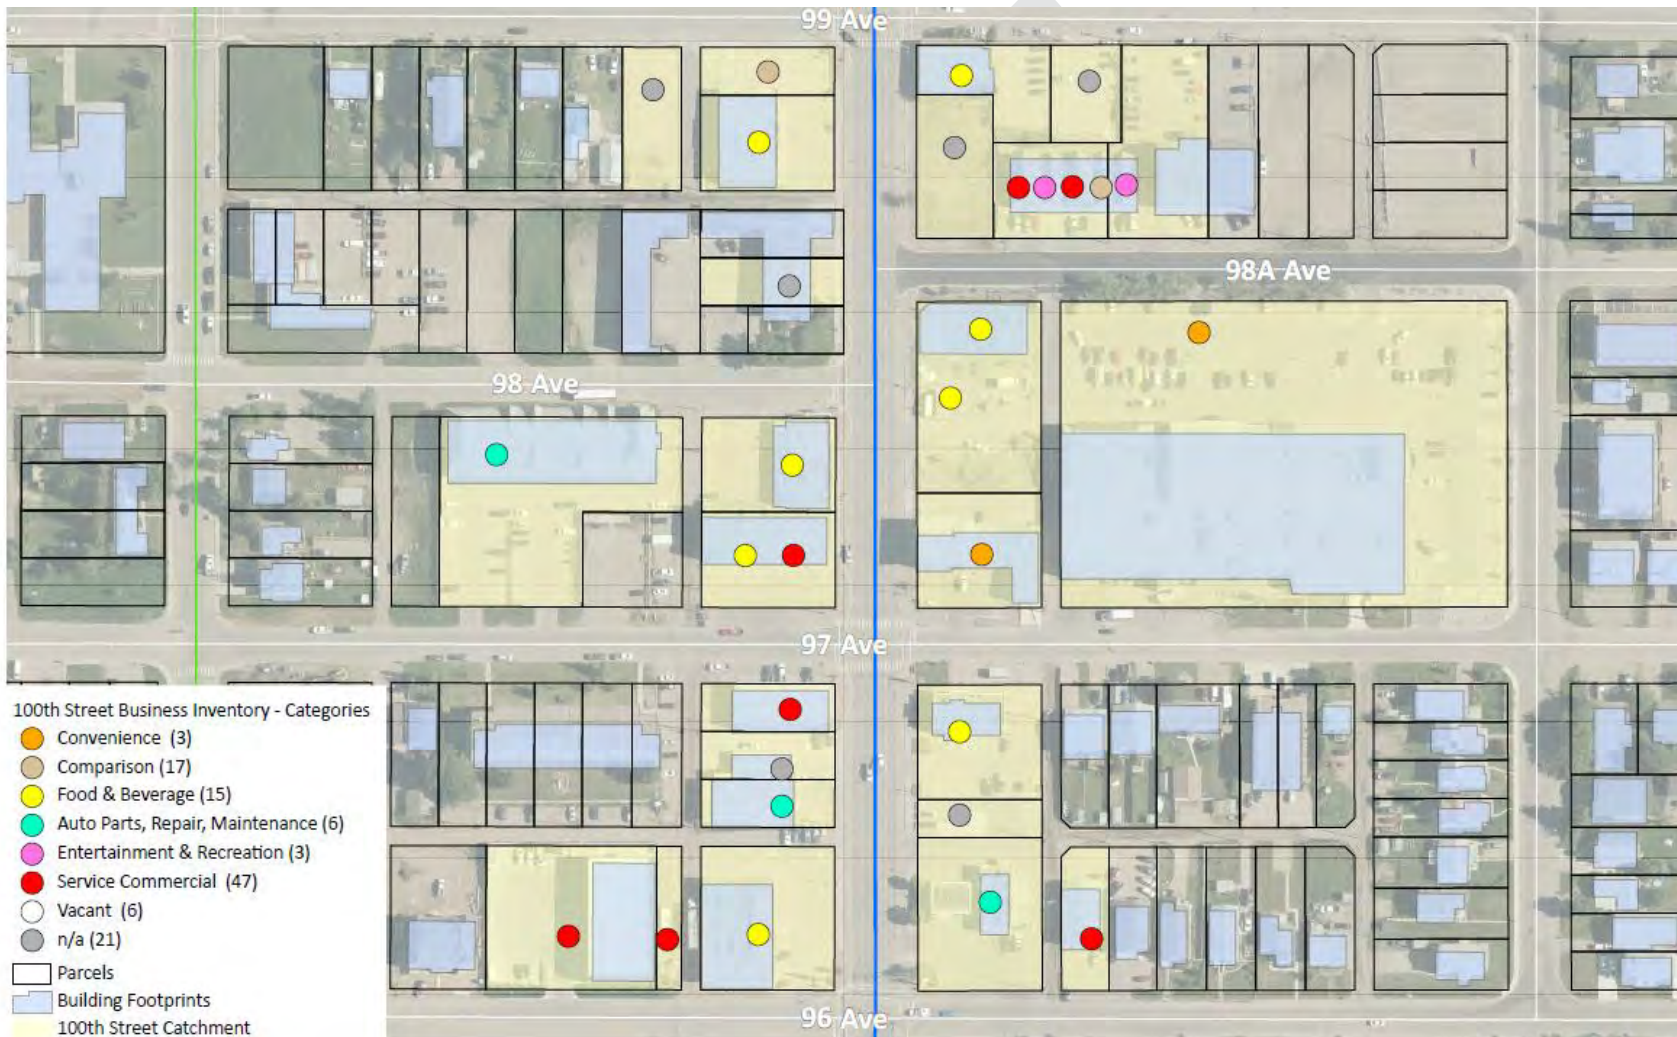 99 Ave
98A Ave
98 Ave
97 Ave
100th Street Business Inventory - Categories
Convenience (3)
Comparison (17)
Food & Beverage (15)
Auto Parts, Repair, Maintenance (6)
Entertainment & Recreation (3)
Service Commercial (47)
Vacant (6)
n/a (21)
Parcels
Building Footprints
100th Street Catchment
96 Ave